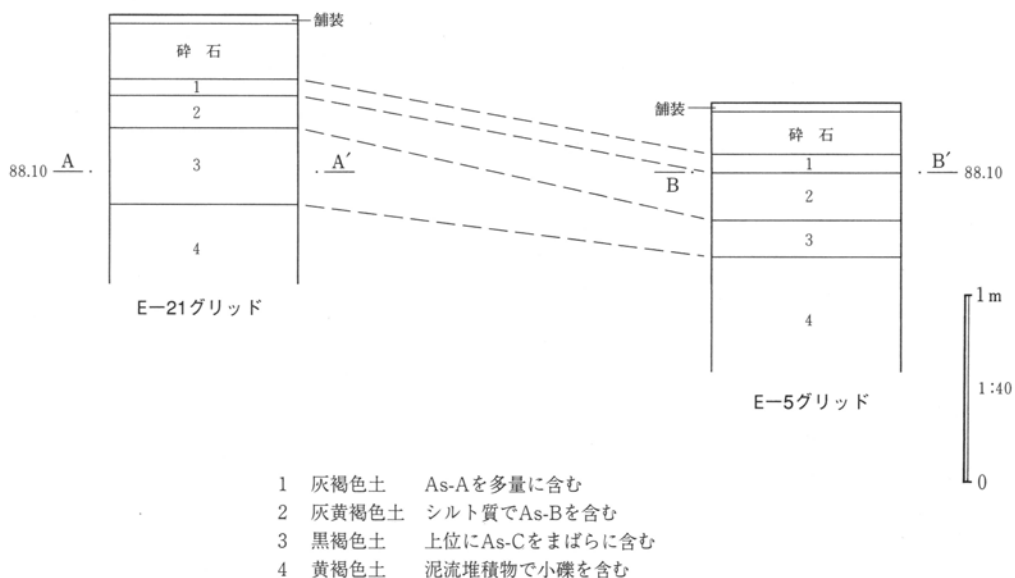 舗装
砕 石
1
2
3
4
88.10 A
A′
E－21グリッド
舗装
砕 石
1
2
3
4
B
B′ 88.10
E－5グリッド
1 m
1:40
0
1 灰褐色土 As-Aを多量に含む
2 灰黄褐色土 シルト質でAs-Bを含む
3 黒褐色土 上位にAs-Cをまばらに含む
4 黄褐色土 泥流堆積物で小礫を含む